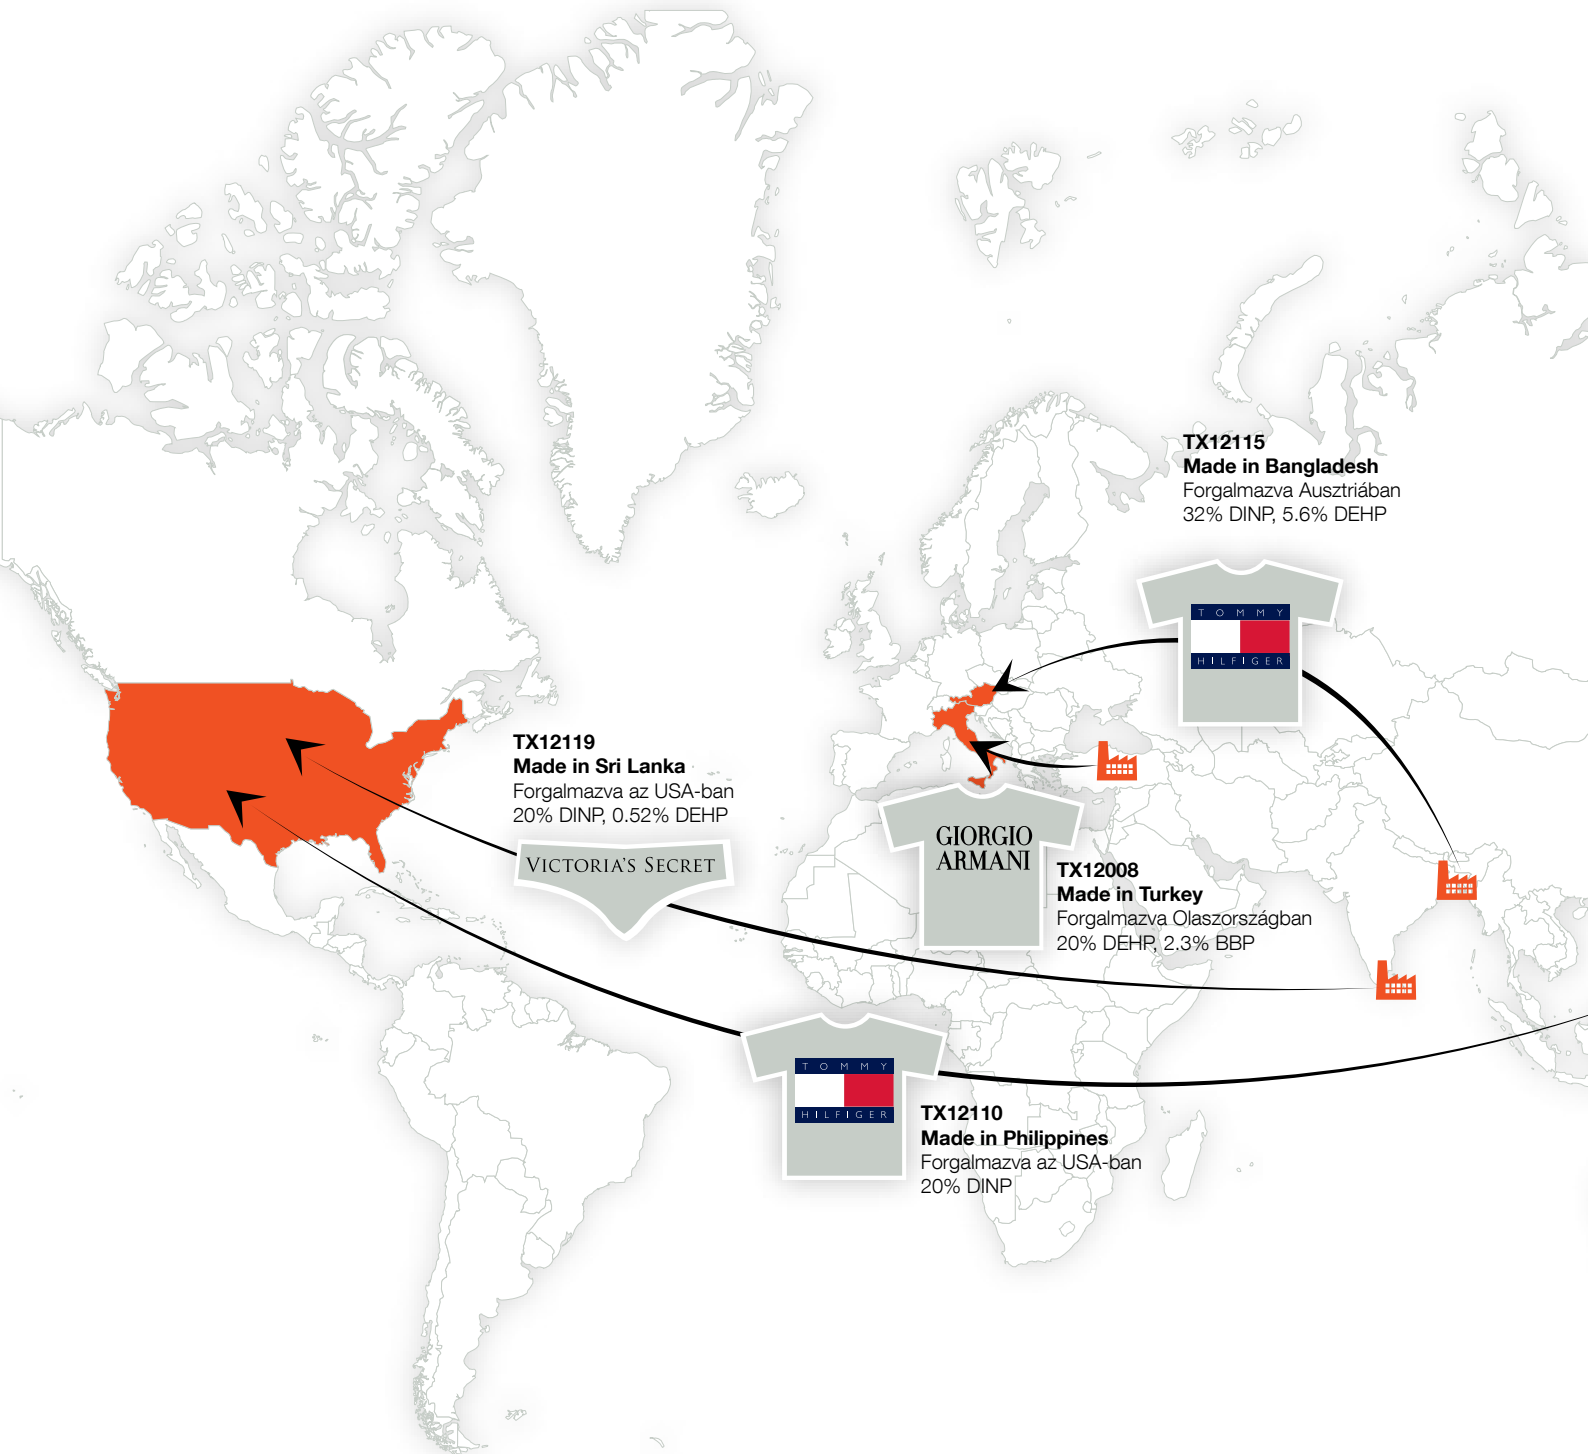 TX12115
Made in Bangladesh
Forgalmazva Ausztriában
32% DINP, 5.6% DEHP
TOMMY
HILFIGER
TX12119
Made in Sri Lanka
Forgalmazva az USA-ban
20% DINP, 0.52% DEHP
VICTORIA'S SECRET
GIORGIO
ARMANI
TX12008
Made in Turkey
Forgalmazva Olaszországban
20% DEHP, 2.3% BBP
TOMMY
HILFIGER
TX12110
Made in Philippines
Forgalmazva az USA-ban
20% DINP